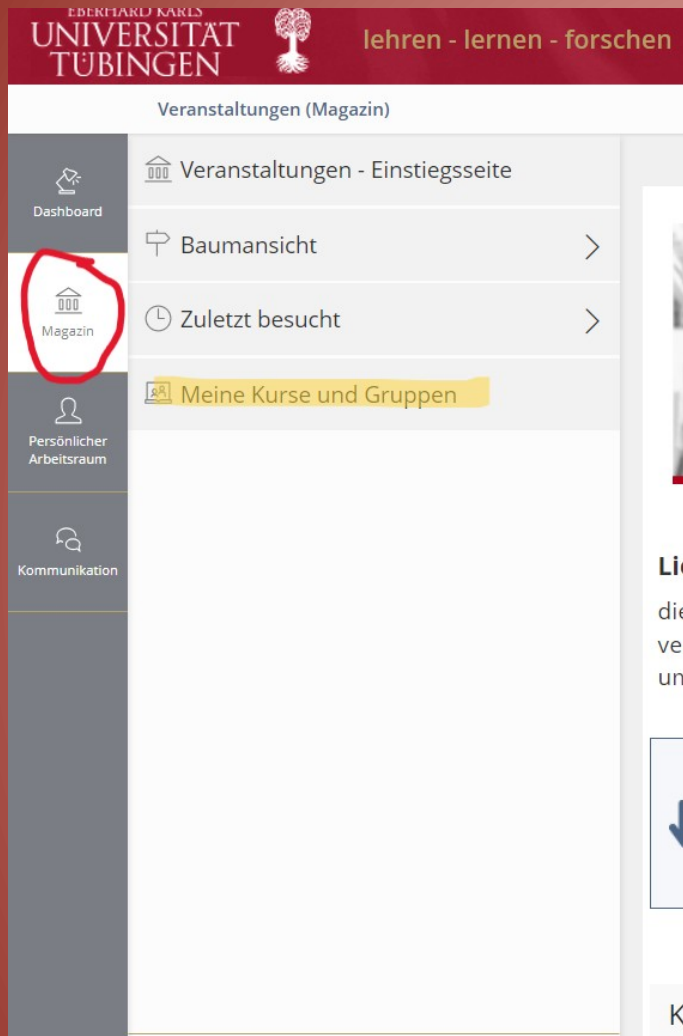 EBERHARD KARLS
UNIVERSITÄT
TÜBINGEN
lehren - lernen - forschen
Veranstaltungen (Magazin)
Dashboard
Magazin
Persönlicher
Arbeitsraum
Kommunikation
Veranstaltungen - Einstiegsseite
Baumansicht
Zuletzt besucht
Meine Kurse und Gruppen